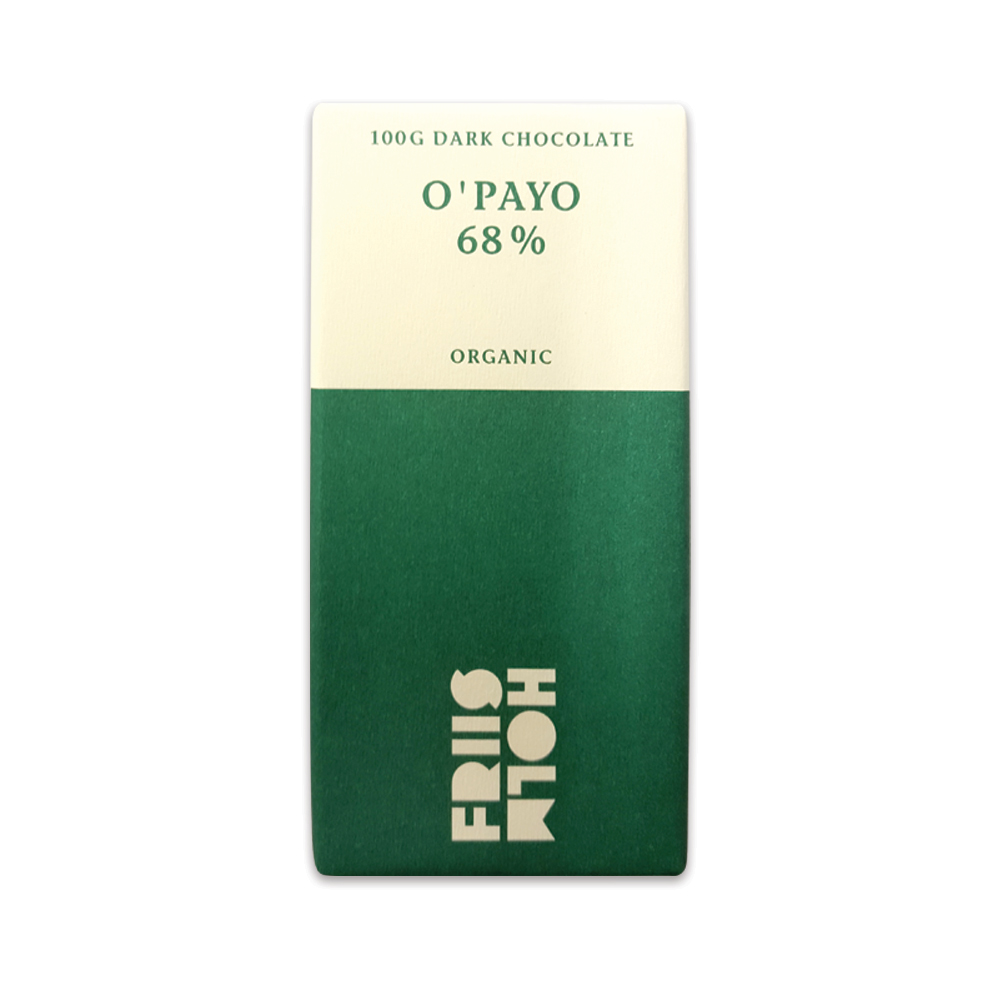 100G DARK CHOCOLATE
O'PAYO
68%
ORGANIC
FRIIS
HOLM